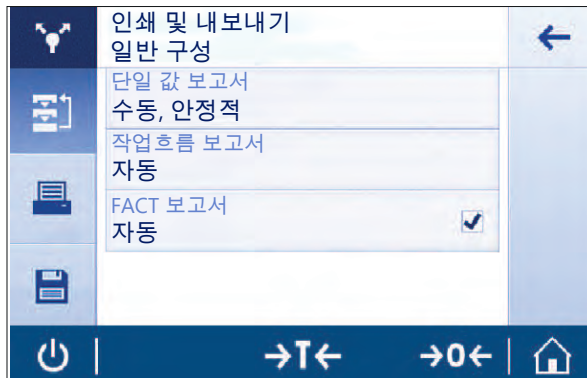 인쇄 및 내보내기
일반 구성
단일 값 보고서
수동, 안정적
작업흐름 보고서
자동
FACT 보고서
자동
→T← →0←